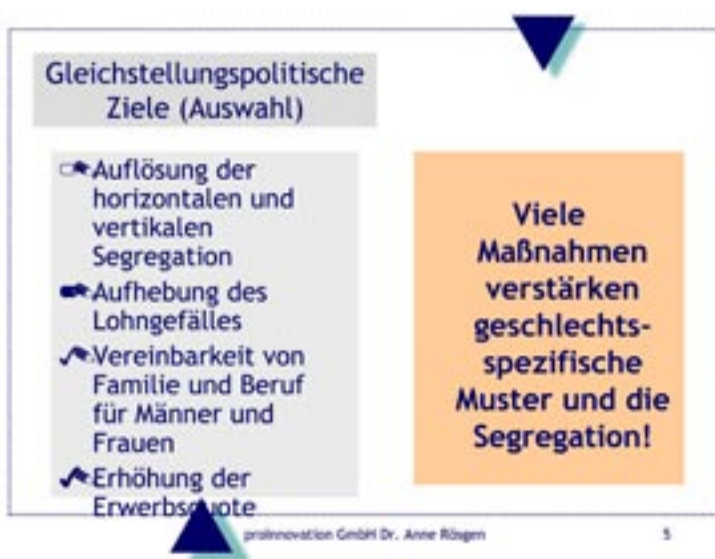 Gleichstellungspolitische
Ziele (Auswahl)
Auflösung der
horizontalen und
vertikalen
Segregation
Aufhebung des
Lohngefälles
Vereinbarkeit von
Familie und Beruf
für Männer und
Frauen
Erhöhung der
Erwerbsquote
Viele
Maßnahmen
verstärken
geschlechts-
spezifische
Muster und die
Segregation!
proInnovation GmbH Dr. Anne Rösgen
5